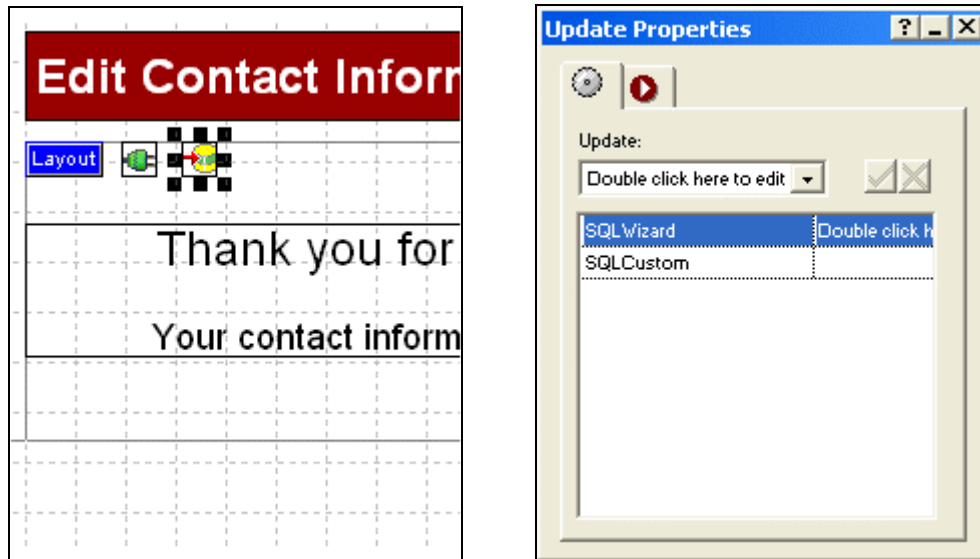 Edit Contact Inforr
Layout
Thank you for
Your contact inform
Update Properties
Update:
Double click here to edit
SQLWizard Double click h
SQLCustom